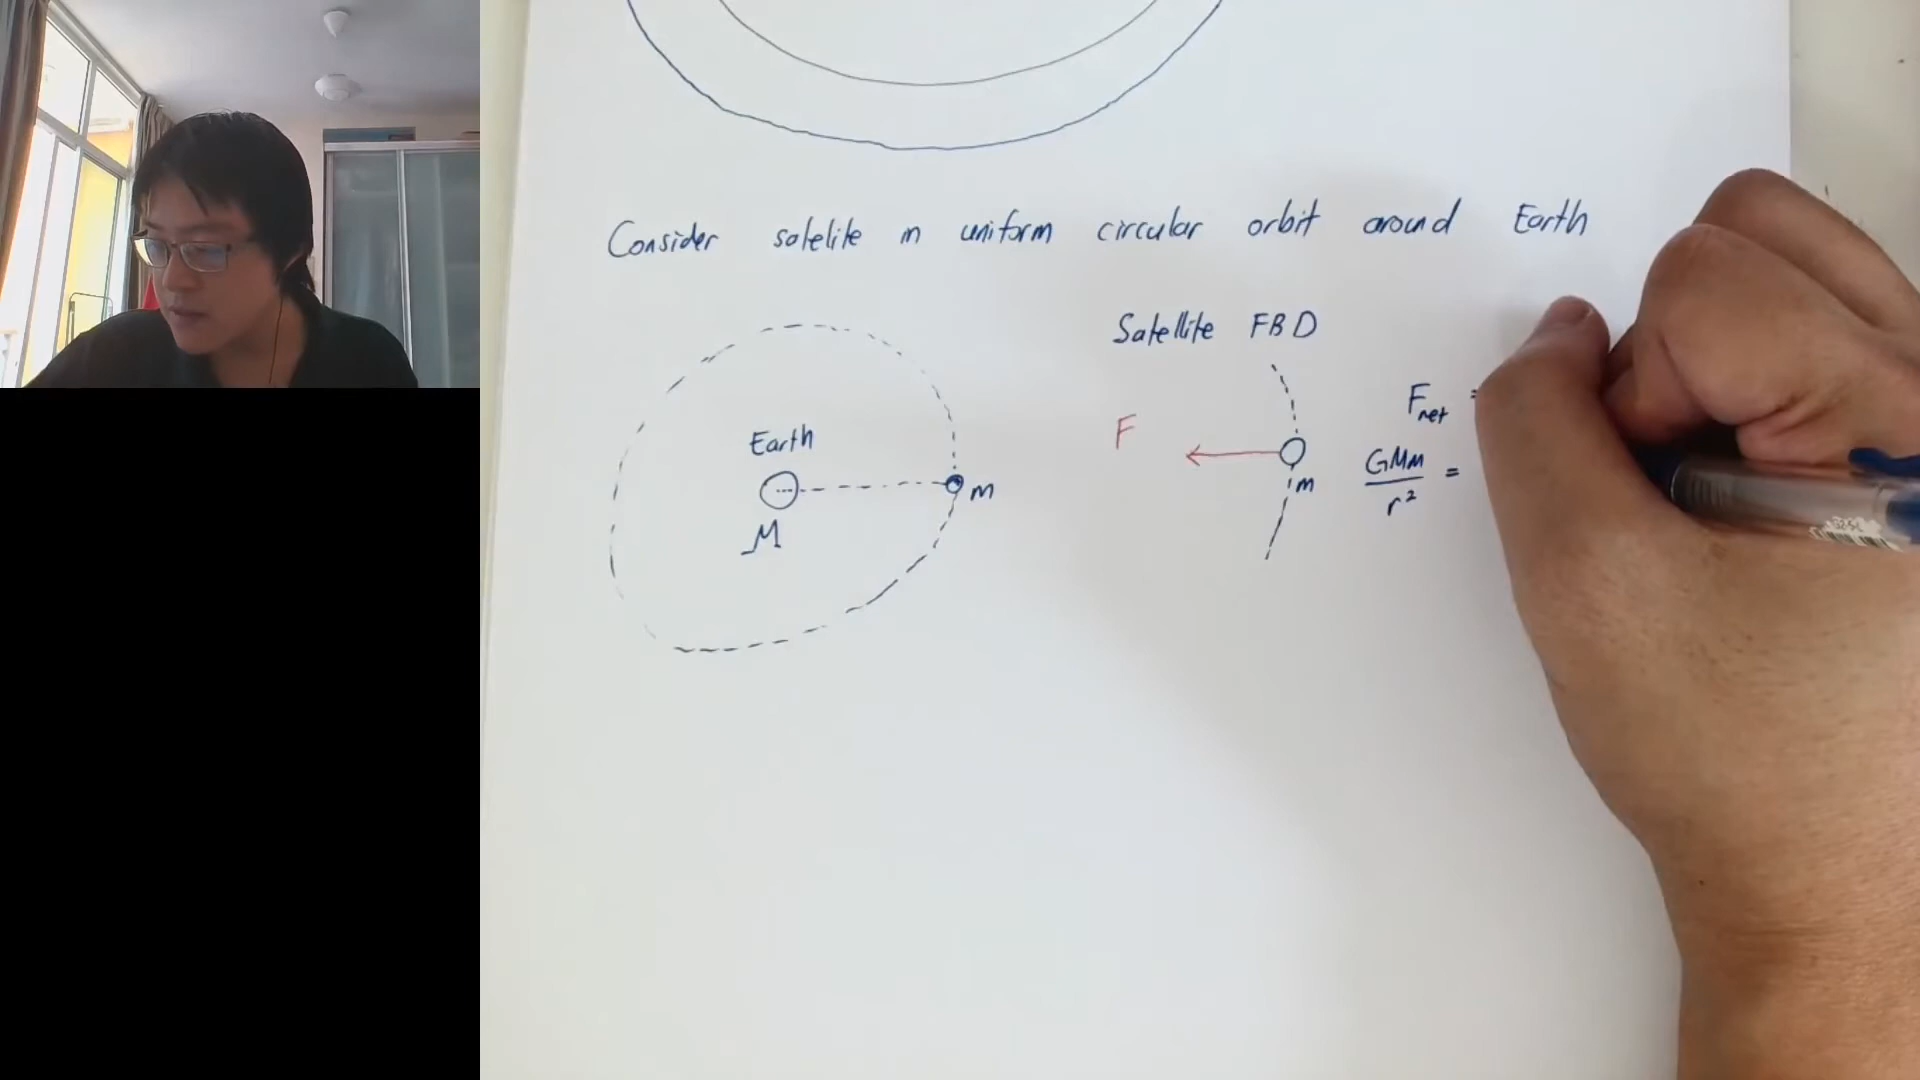 Consider satelite in uniform circular orbit around Earth
Satellite FBD
Earth
M
m
F
m
Fnet =
GMm
r² =